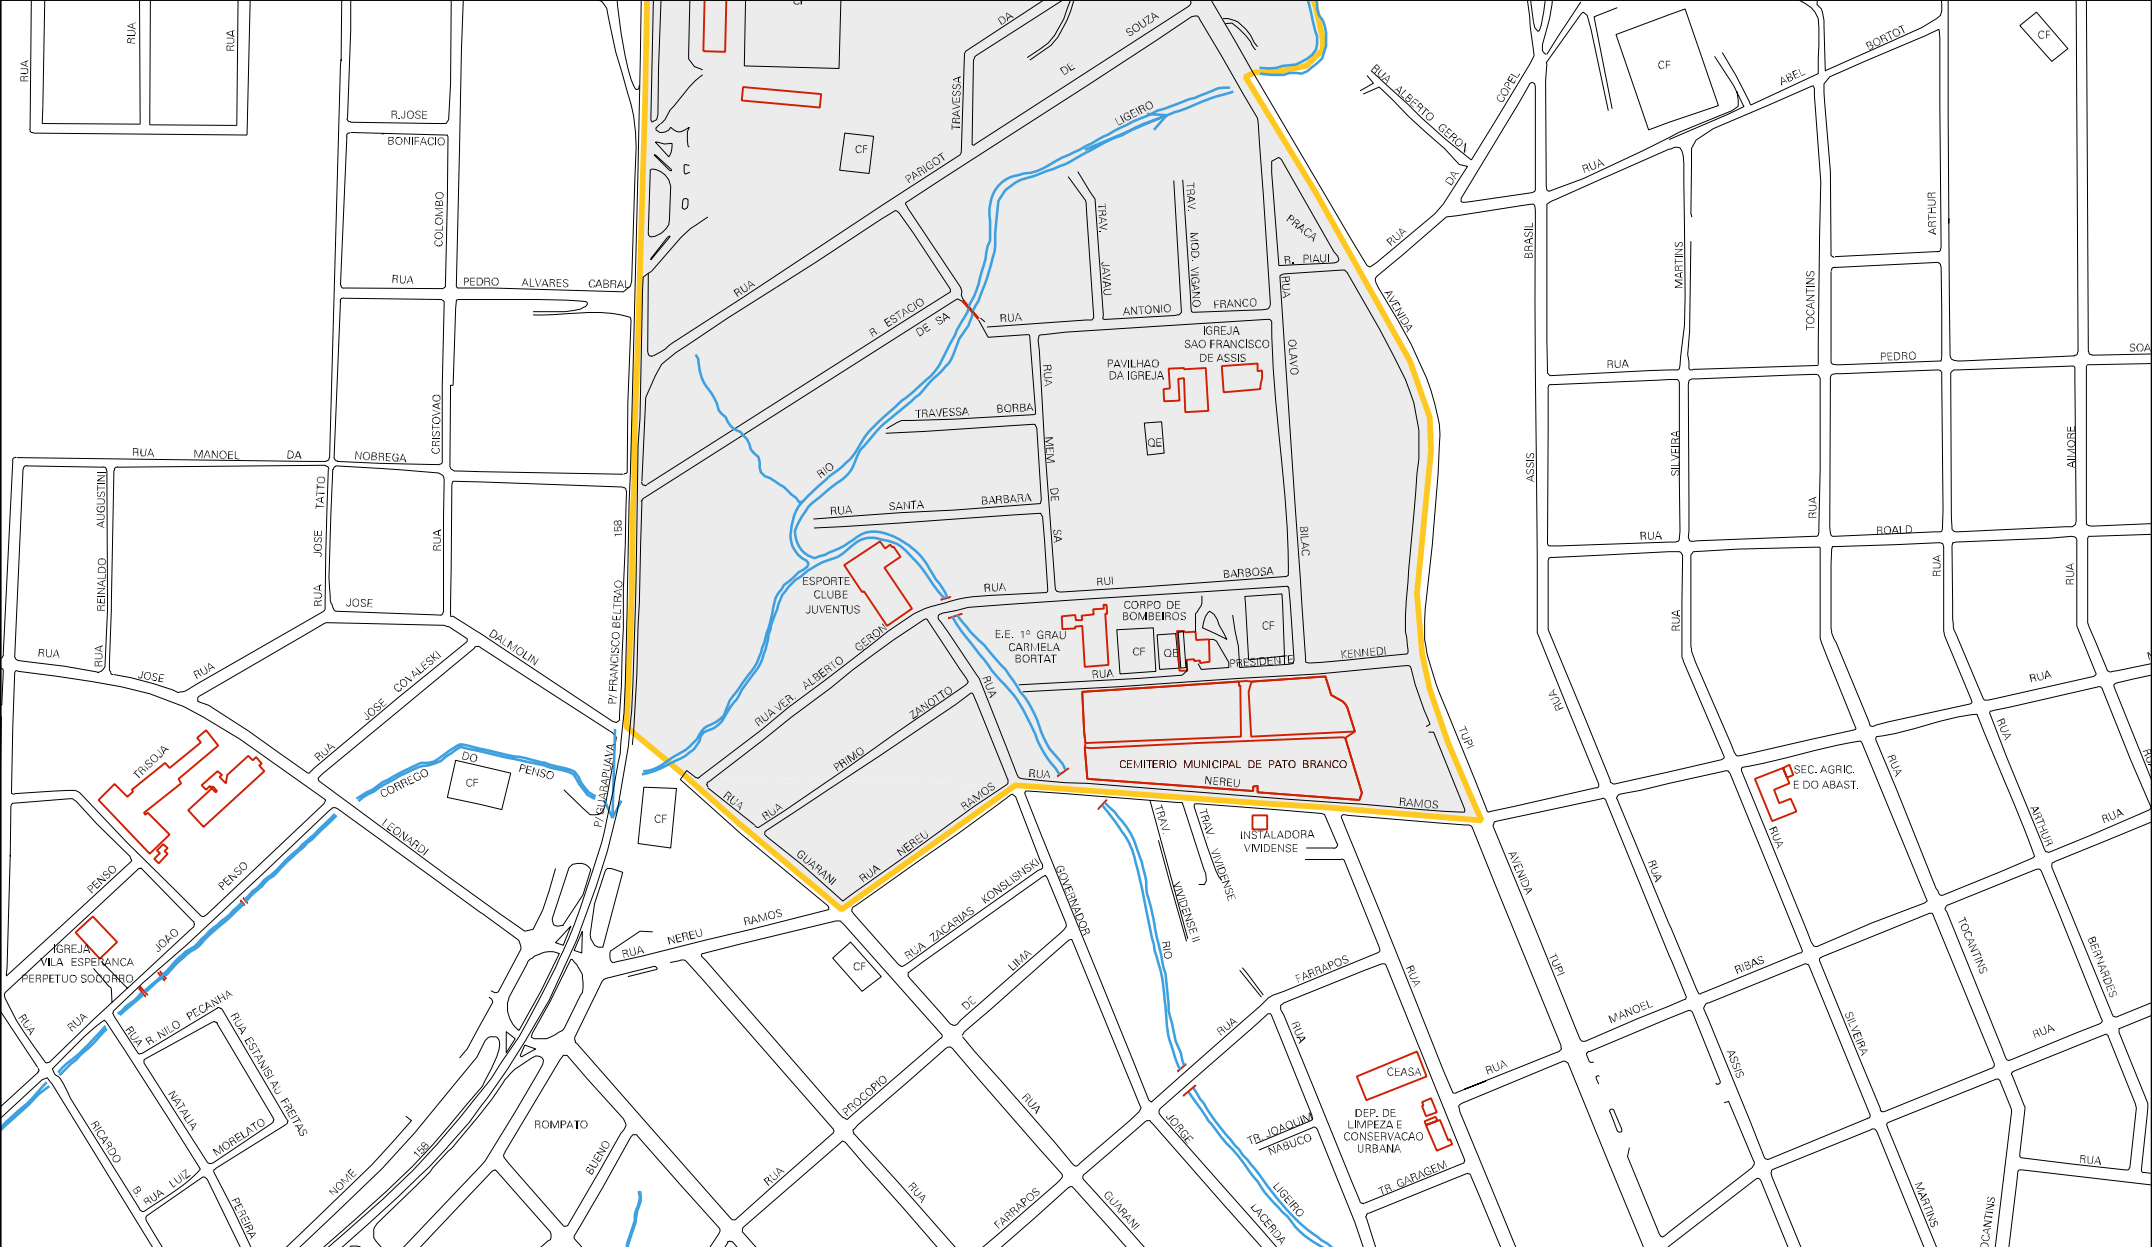 RUA
RUA
RUA
R.JOSE
BONIFACIO
COLOMBO
RUA
PEDRO ALVARES CABRAL
CRISTOVAO
RUA
RUA MANOEL DA NOBREGA
REINALDO AUGUSTINI
RUA
RUA JOSE TATTO
JOSE
DALMOLIN
RUA
JOSE
RUA
RUA JOSE COVALESKI
P/ FRANCISCO BELTRAO
158
P/ GUARAPUAVA
TRISOJA
CORREGO DO PENSO
CF
LEONARDI
PENSO
PENSO
JOAO
RUA
IGREJA
VILA ESPERANCA
PERPETUO SOCORRO
RUA
RUA
R. NILO PECANHA
RUA ESTANISLAU FREITAS
NATALIA
MORELATO
RICARDO
B
RUA LUIZ
PEREIRA
NOME
158
ROMPATO
BUENO
CF
CF
DA
TRAVESSA
DE SOUZA
PARIGOT
RUA
LIGEIRO
R. ESTACIO
DE SA
RIO
TRAV.
JAVAU
TRAV. MOD. VIGANO
PRACA
R. PIAUI
RUA
OLAVO
BILAC
RUA ANTONIO FRANCO
IGREJA
SAO FRANCISCO
DE ASSIS
PAVILHAO
DA IGREJA
QE
TRAVESSA BORBA
RUA
MEM
DE
SA
RUA SANTA BARBARA
ESPORTE
CLUBE
JUVENTUS
RUA RUI BARBOSA
CORPO DE
BOMBEIROS
E.E. 1º GRAU
CARMELA
BORTAT
CF
QE
CF
RUA PRESIDENTE KENNEDI
RUA VER. ALBERTO GERON
RUA
RUA PRIMO ZANOTTO
RUA
GUARANI
RUA NEREU RAMOS
CEMITERIO MUNICIPAL DE PATO BRANCO
RUA NEREU RAMOS
CF
RUA NEREU RAMOS
CF
RUA ZACARIAS KONSLISNSKI
GOVERNADOR
DE LIMA
TRAV.
VIVIDENSE II
TRAV. VIVIDENSE
INSTALADORA
VIVIDENSE
RIO
RUA FARRAPOS
RUA
RUA
PROCOPIO
RUA
RUA
RUA
FARRAPOS
GUARANI
JORGE
LACERDA
LIGEIRO
TR. JOAQUIM
NABUCO
CEASA
DEP. DE
LIMPEZA E
CONSERVACAO
URBANA
TR. GARAGEM
RUA MANOEL RIBAS
RUA
RUA ALBERTO GERON
COPEL
DA
RUA
AVENIDA
TUPI
CF
CF
RUA ABEL BORTOT
BRASIL
ASSIS
RUA
MARTINS
SILVEIRA
RUA
TOCANTINS
RUA
ARTHUR
RUA
AIMORE
RUA
RUA PEDRO SOA
RUA ROALD
RUA
RUA
RUA
RUA
ARTHUR
BERNARDES
SEC. AGRIC.
E DO ABAST.
RUA
RUA
AVENIDA
TUPI
TOCANTINS
SILVEIRA
ASSIS
MARTINS
RUA
OCANTINS